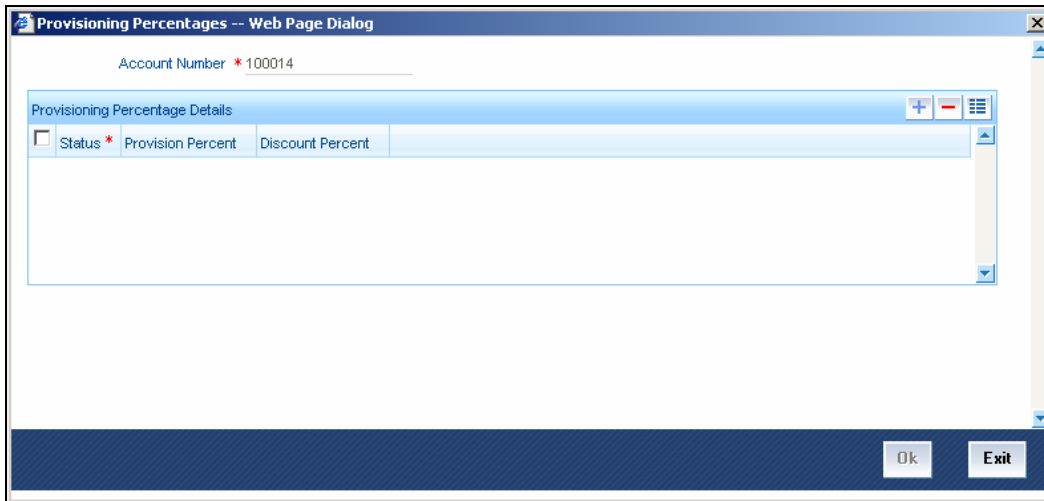 Provisioning Percentages -- Web Page Dialog
Account Number * 100014
Provisioning Percentage Details
Status * Provision Percent Discount Percent
Ok Exit